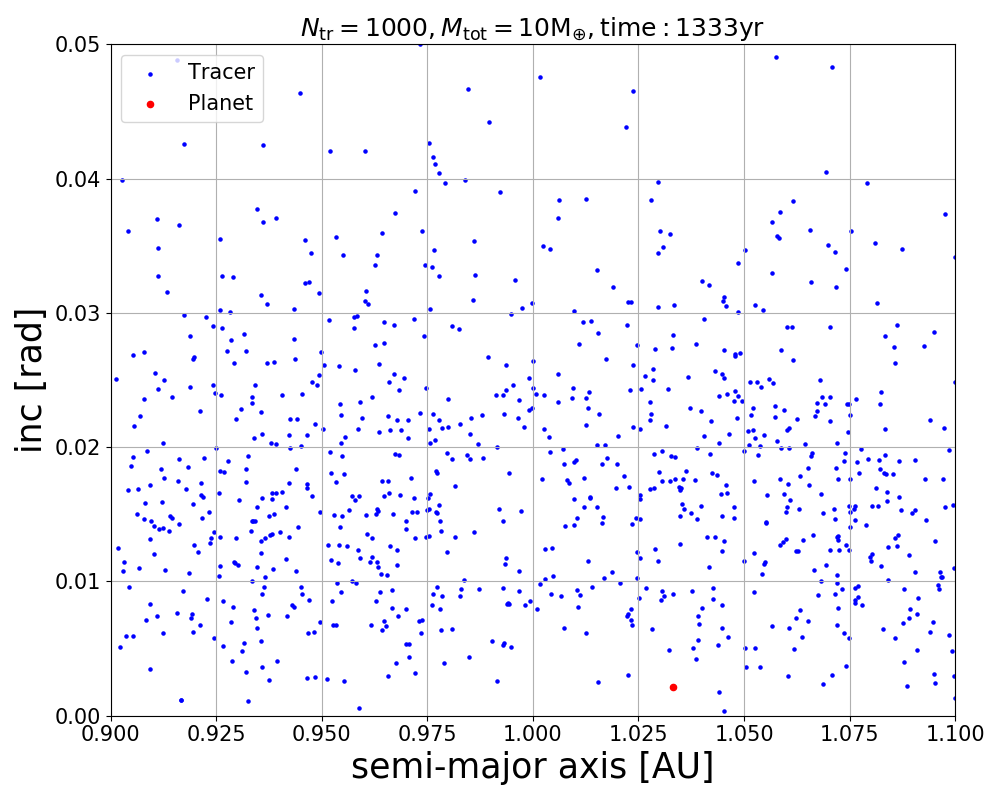 N_tr = 1000, M_tot = 10M_⊕, time : 1333yr
Tracer
Planet
inc [rad]
0.05
0.04
0.03
0.02
0.01
0.00
0.900 0.925 0.950 0.975 1.000 1.025 1.050 1.075 1.100
semi-major axis [AU]